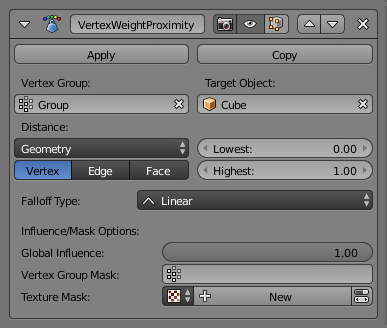 VertexWeightProximity
Apply Copy
Vertex Group: Target Object:
Group Cube
Distance:
Geometry Lowest: 0.00
Vertex Edge Face Highest: 1.00
Falloff Type: Linear
Influence/Mask Options:
Global Influence: 1.00
Vertex Group Mask:
Texture Mask: New